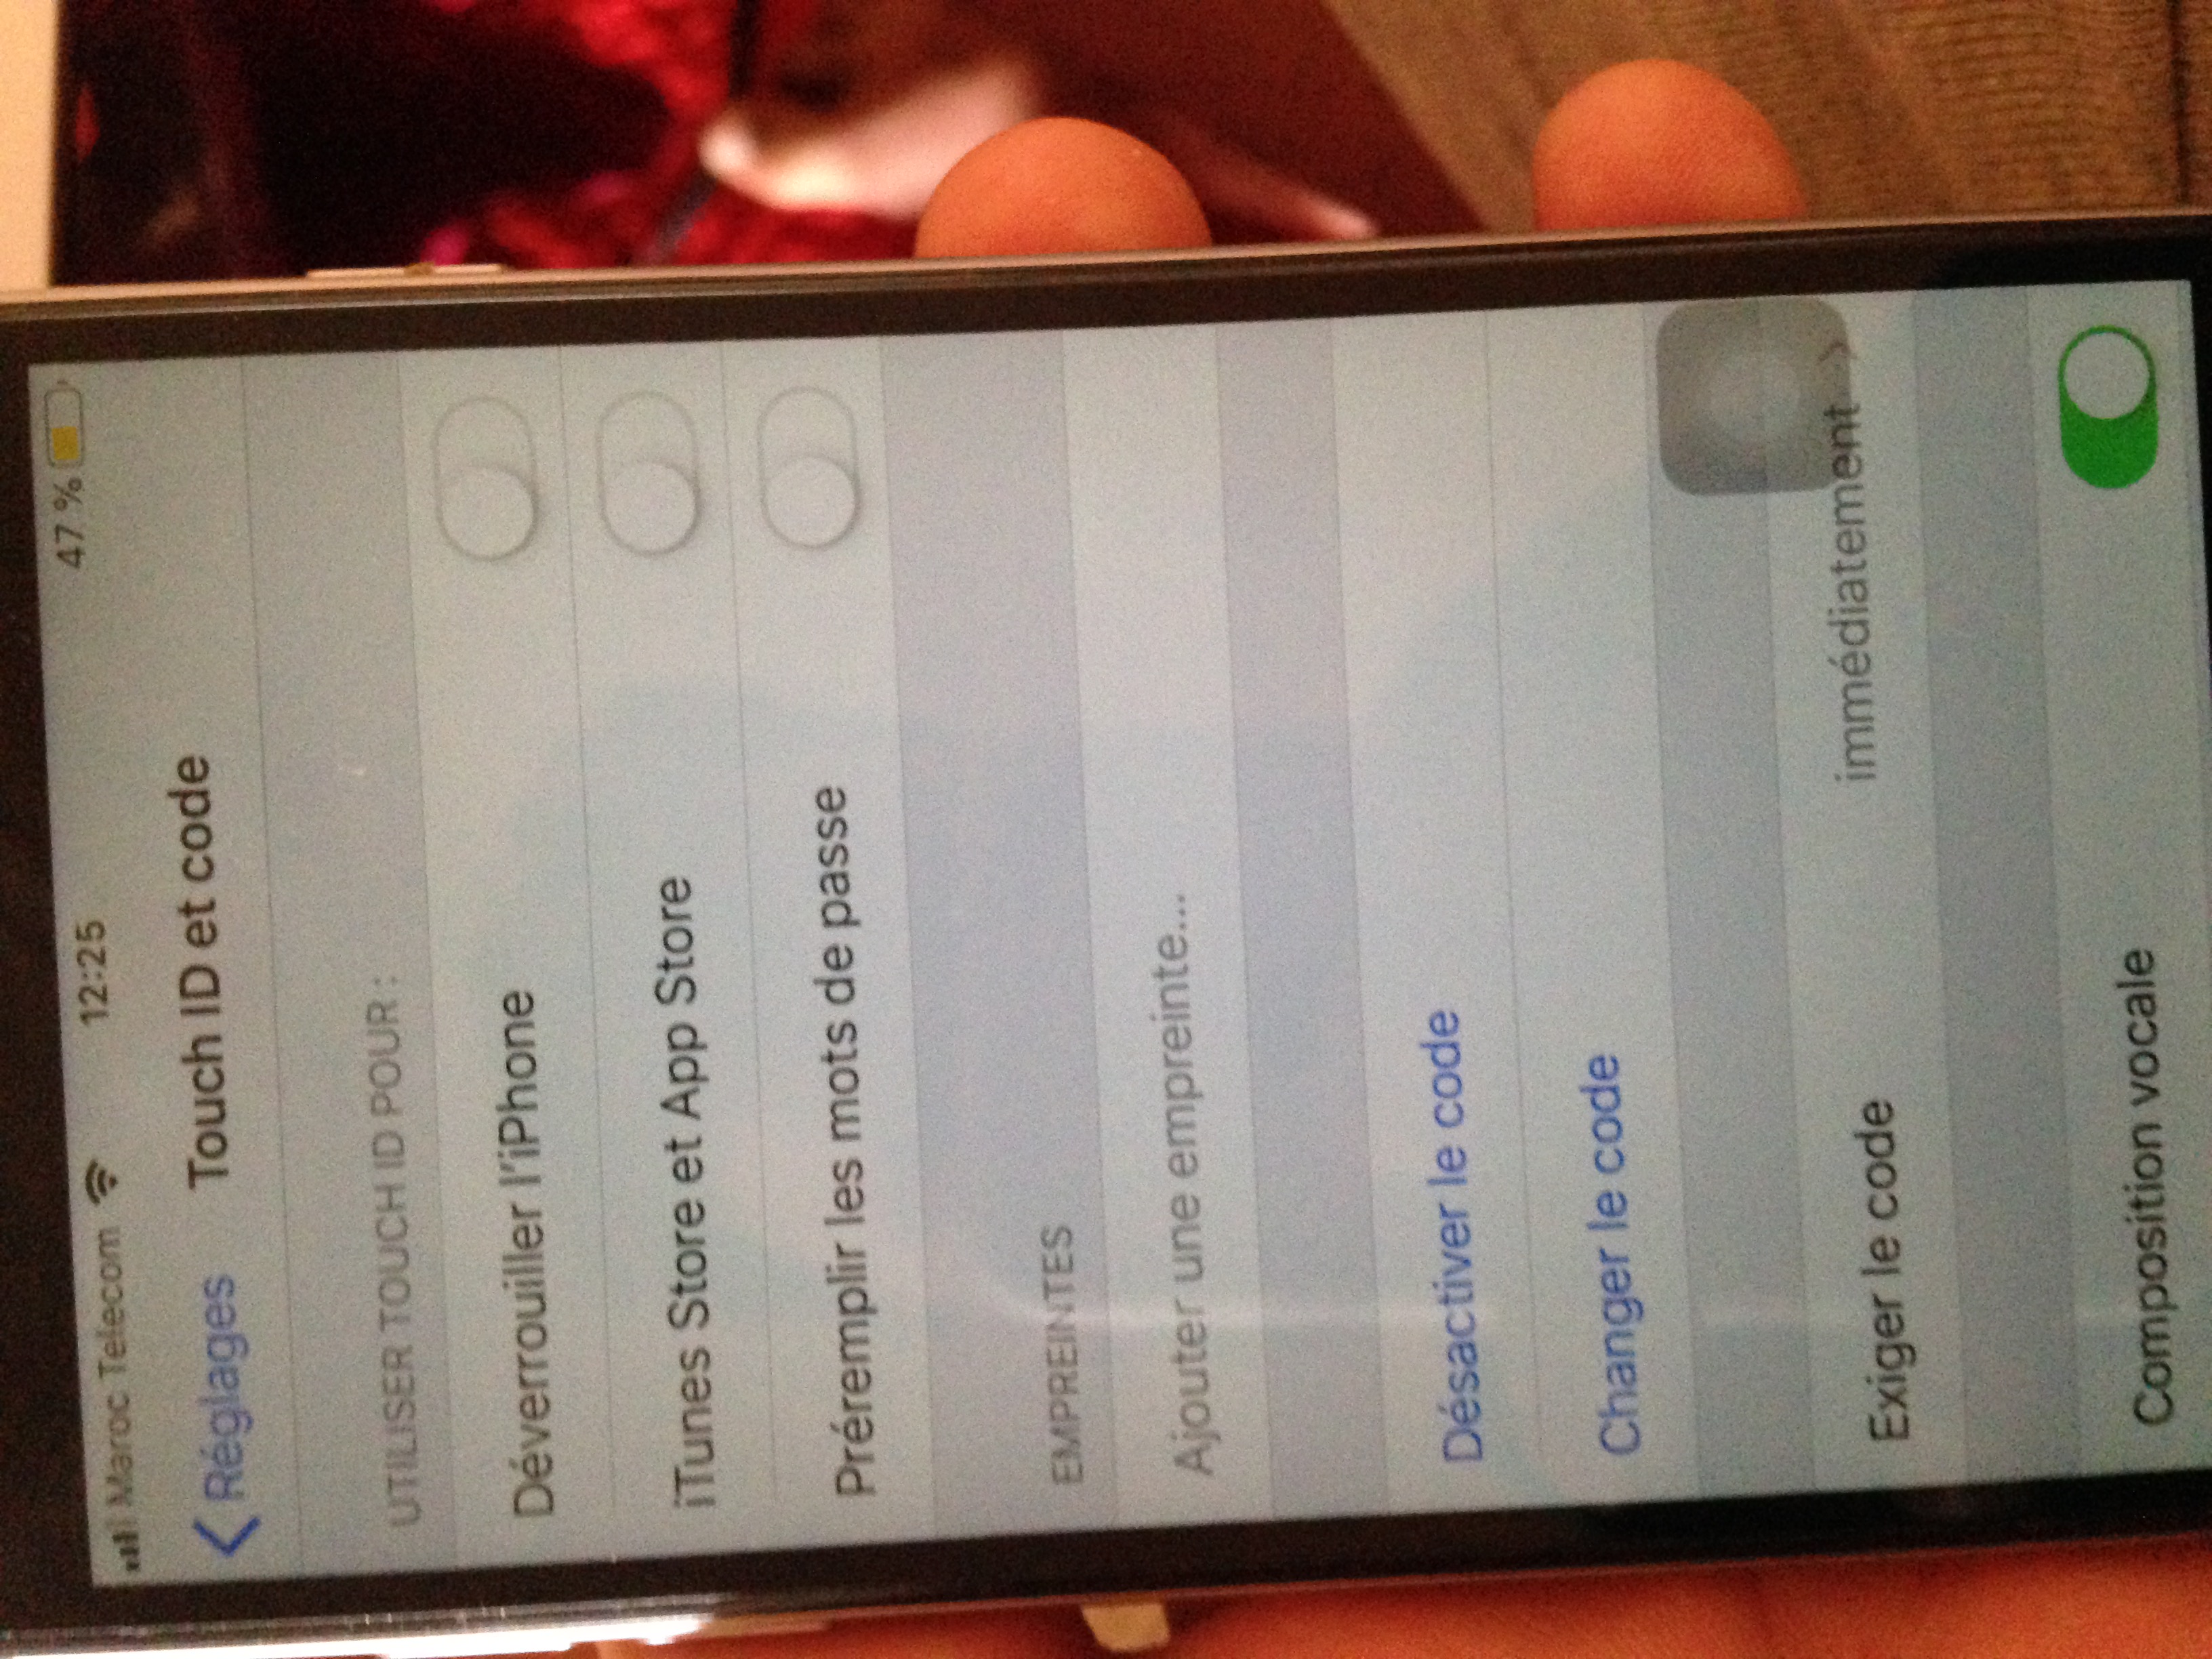 Maroc Telecom 12:25 47 %
Réglages Touch ID et code
UTILISER TOUCH ID POUR :
Déverrouiller l'iPhone
iTunes Store et App Store
Préremplir les mots de passe
EMPREINTES
Ajouter une empreinte...
Désactiver le code
Changer le code
Exiger le code immédiatement
Composition vocale